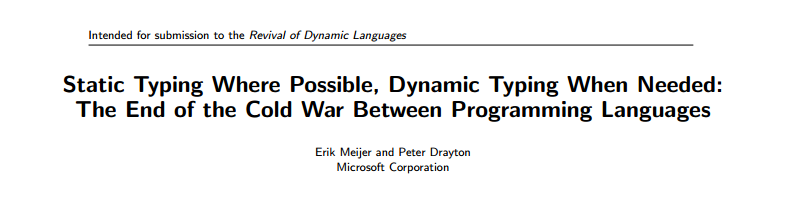 Intended for submission to the Revival of Dynamic Languages
Static Typing Where Possible, Dynamic Typing When Needed:
The End of the Cold War Between Programming Languages
Erik Meijer and Peter Drayton
Microsoft Corporation